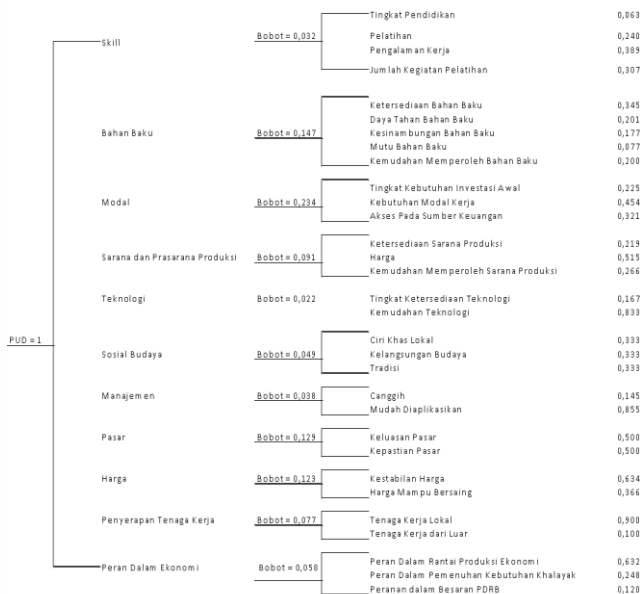 Tingkat Pendidikan 0,063
Skill Bobot = 0,032 Pelatihan 0,240
Pengalaman Kerja 0,389
Jumlah Kegiatan Pelatihan 0,307
Ketersediaan Bahan Baku 0,345
Daya Tahan Bahan Baku 0,201
Bahan Baku Bobot = 0,147 Kesinambungan Bahan Baku 0,177
Mutu Bahan Baku 0,077
Kemudahan Memperoleh Bahan Baku 0,200
Tingkat Kebutuhan Investasi Awal 0,225
Modal Bobot = 0,234 Kebutuhan Modal Kerja 0,454
Akses Pada Sumber Keuangan 0,321
Ketersediaan Sarana Produksi 0,219
Sarana dan Prasarana Produksi Bobot = 0,091 Harga 0,515
Kemudahan Memperoleh Sarana Produksi 0,266
Teknologi Bobot = 0,022 Tingkat Ketersediaan Teknologi 0,167
Kemudahan Teknologi 0,833
PUD = 1
Ciri Khas Lokal 0,333
Sosial Budaya Bobot = 0,049 Kelangsungan Budaya 0,333
Tradisi 0,333
Manajemen Bobot = 0,038 Canggih 0,145
Mudah Diaplikasikan 0,855
Pasar Bobot = 0,129 Keluasan Pasar 0,500
Kepastian Pasar 0,500
Harga Bobot = 0,123 Kestabilan Harga 0,634
Harga Mampu Bersaing 0,366
Penyerapan Tenaga Kerja Bobot = 0,077 Tenaga Kerja Lokal 0,900
Tenaga Kerja dari Luar 0,100
Peran Dalam Ekonomi Bobot = 0,058 Peran Dalam Rantai Produksi Ekonomi 0,632
Peran Dalam Pemenuhan Kebutuhan Khalayak 0,248
Peranan dalam Besaran PDRB 0,120